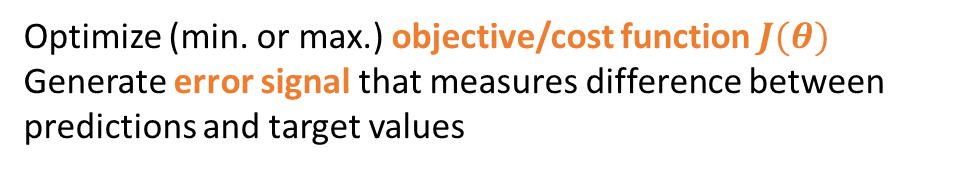 Optimize (min. or max.) objective/cost function J(θ)
Generate error signal that measures difference between
predictions and target values